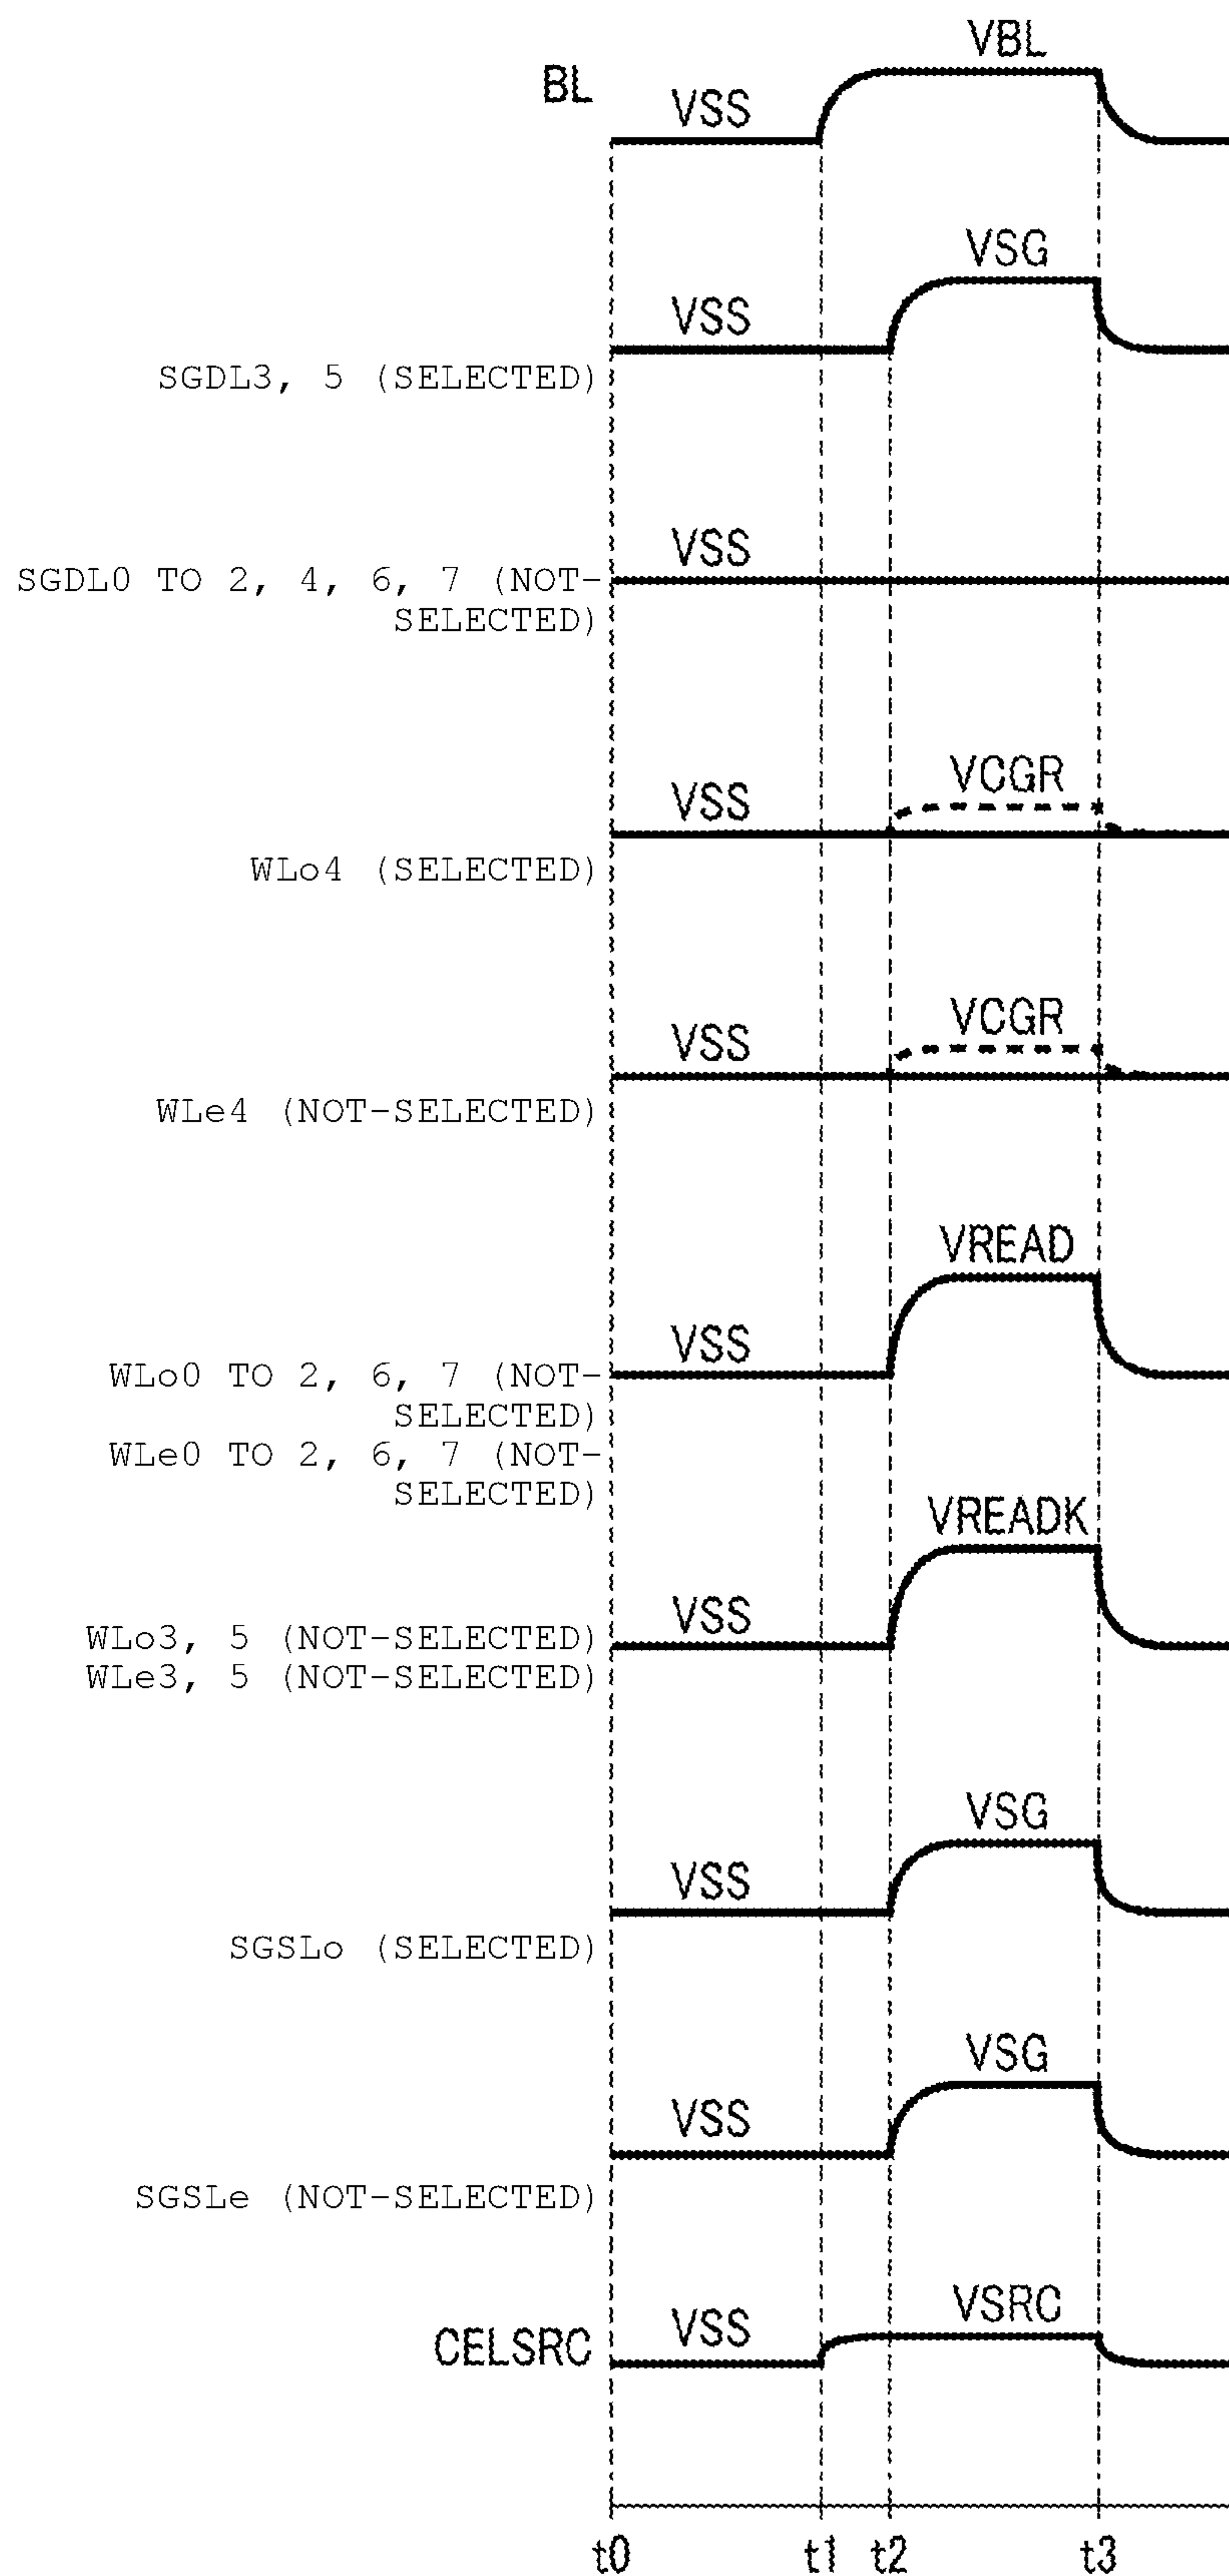 VBL
BL
VSS
VSG
VSS
SGDL3, 5 (SELECTED)
VSS
SGDL0 TO 2, 4, 6, 7 (NOT-
SELECTED)
VCGR
VSS
WLo4 (SELECTED)
VCGR
VSS
WLe4 (NOT-SELECTED)
VREAD
VSS
WLo0 TO 2, 6, 7 (NOT-
SELECTED)
WLe0 TO 2, 6, 7 (NOT-
SELECTED)
VREADK
VSS
WLo3, 5 (NOT-SELECTED)
WLe3, 5 (NOT-SELECTED)
VSG
VSS
SGSLo (SELECTED)
VSG
VSS
SGSLe (NOT-SELECTED)
VSRC
VSS
CELSRC
t0 t1 t2 t3